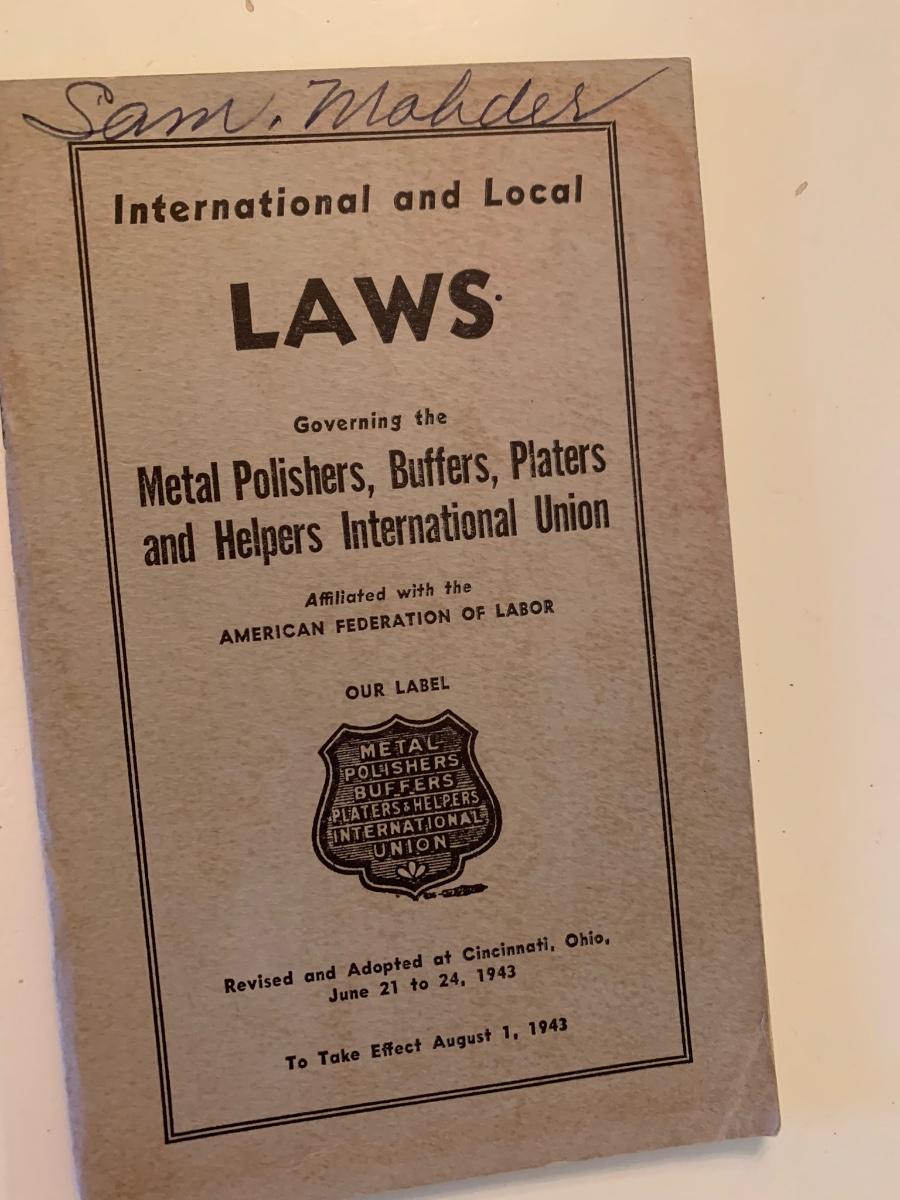 Sam. Mahder
International and Local
LAWS
Governing the
Metal Polishers, Buffers, Platers
and Helpers International Union
Affiliated with the
AMERICAN FEDERATION OF LABOR
OUR LABEL
METAL
POLISHERS
BUFFERS
PLATERS & HELPERS
INTERNATIONAL
UNION
Revised and Adopted at Cincinnati, Ohio,
June 21 to 24, 1943
To Take Effect August 1, 1943